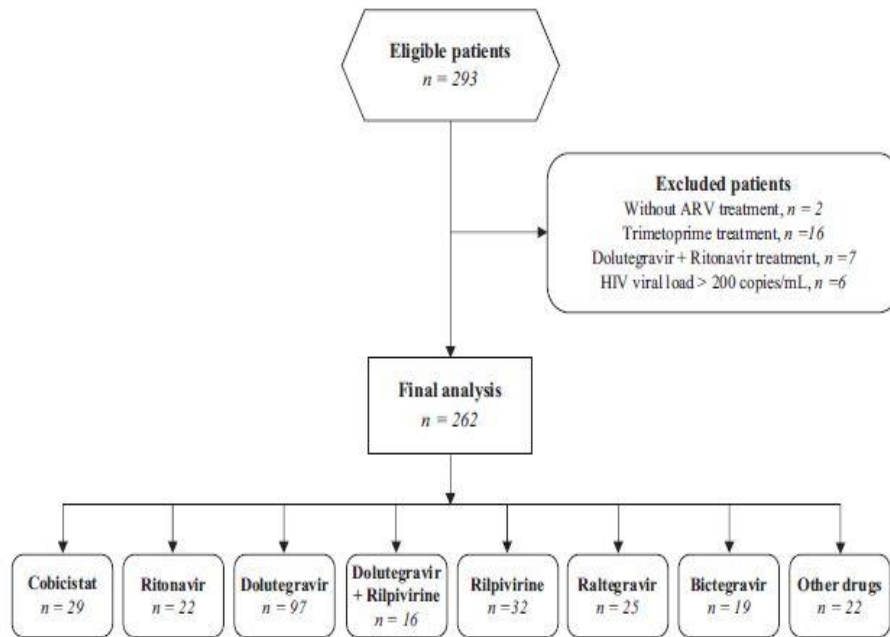 Eligible patients
n = 293
Excluded patients
Without ARV treatment, n = 2
Trimetoprime treatment, n =16
Dolutegravir + Ritonavir treatment, n =7
HIV viral load > 200 copies/mL, n =6
Final analysis
n = 262
Cobicistat
n = 29
Ritonavir
n = 22
Dolutegravir
n = 97
Dolutegravir
+ Rilpivirine
n = 16
Rilpivirine
n =32
Raltegravir
n = 25
Bictegravir
n = 19
Other drugs
n = 22